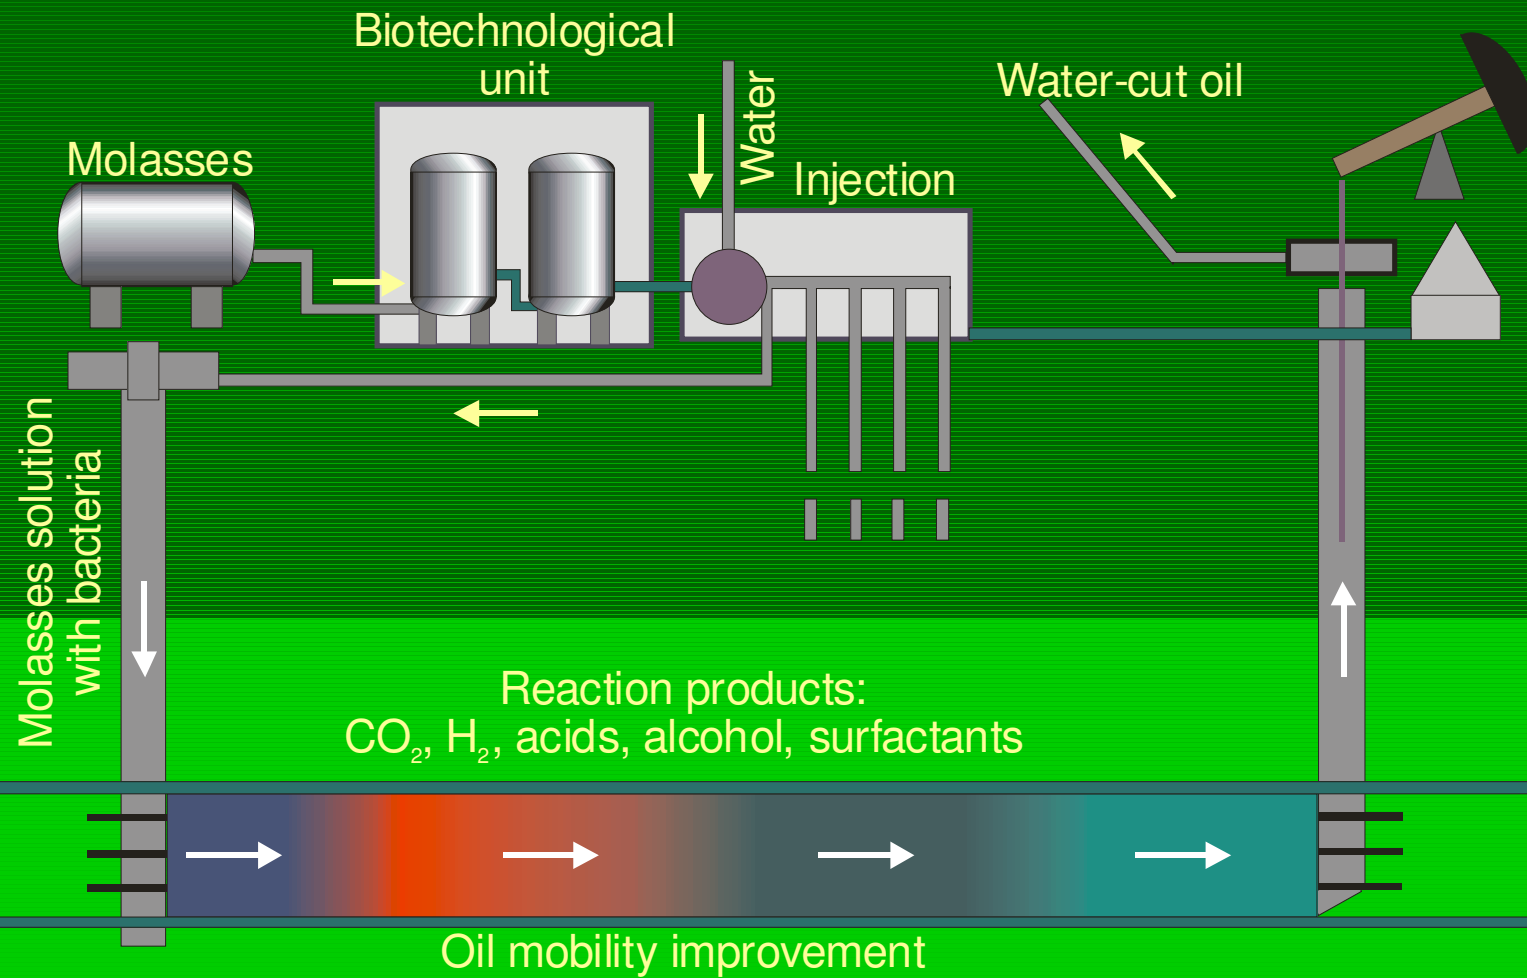 Biotechnological
unit
Water-cut oil
Molasses
Water
Injection
Molasses solution
with bacteria
Reaction products:
CO₂, H₂, acids, alcohol, surfactants
Oil mobility improvement